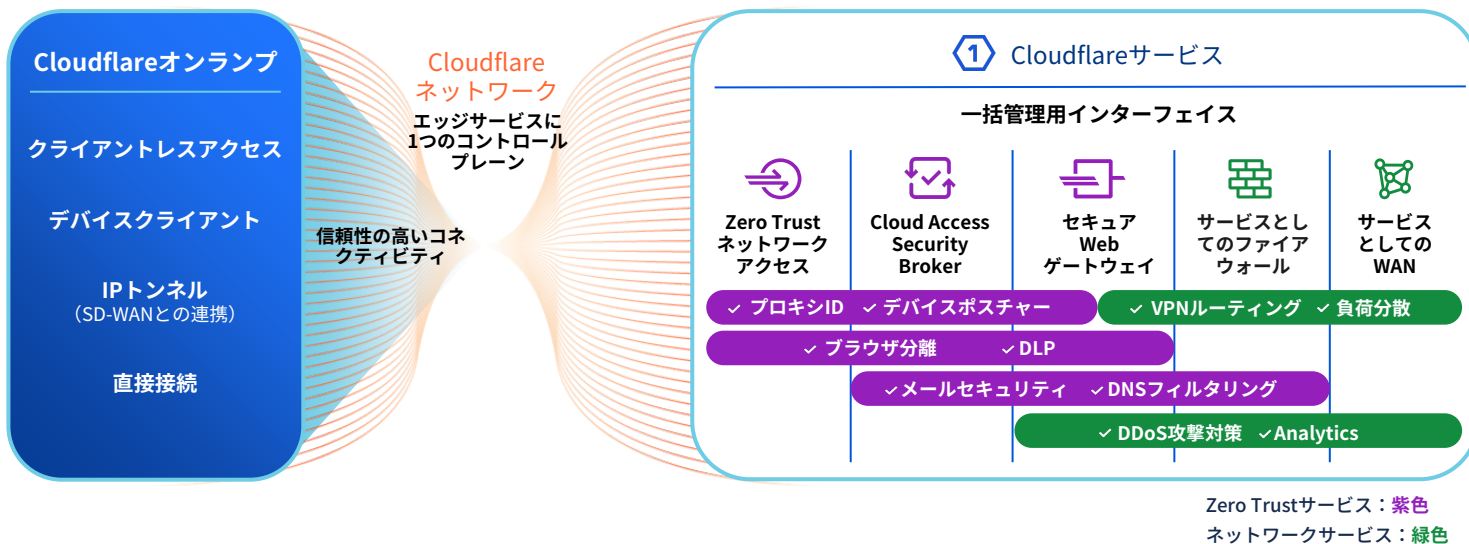 Cloudflareオンランプ
クライアントレスアクセス
デバイスクライアント
IPトンネル
（SD-WANとの連携）
直接接続
Cloudflare
ネットワーク
エッジサービスに
1つのコントロール
プレーン
信頼性の高いコネ
クティビティ
1 Cloudflareサービス
一括管理用インターフェイス
Zero Trust
ネットワーク
アクセス
Cloud Access
Security
Broker
セキュア
Web
ゲートウェイ
サービスとし
てのファイア
ウォール
サービス
としての
WAN
✓ プロキシID ✓ デバイスポスチャー ✓ VPNルーティング ✓ 負荷分散
✓ ブラウザ分離 ✓ DLP
✓ メールセキュリティ ✓ DNSフィルタリング
✓ DDoS攻撃対策 ✓ Analytics
Zero Trustサービス：紫色
ネットワークサービス：緑色